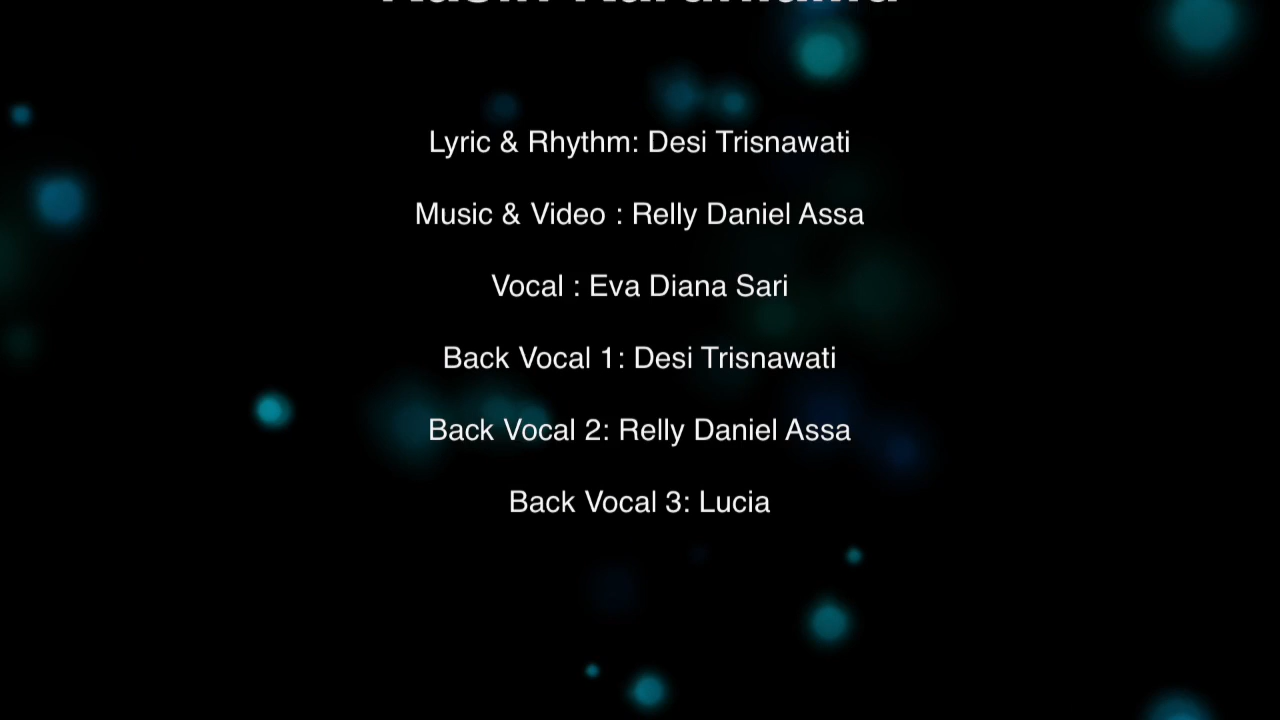 Lyric & Rhythm: Desi Trisnawati
Music & Video : Relly Daniel Assa
Vocal : Eva Diana Sari
Back Vocal 1: Desi Trisnawati
Back Vocal 2: Relly Daniel Assa
Back Vocal 3: Lucia